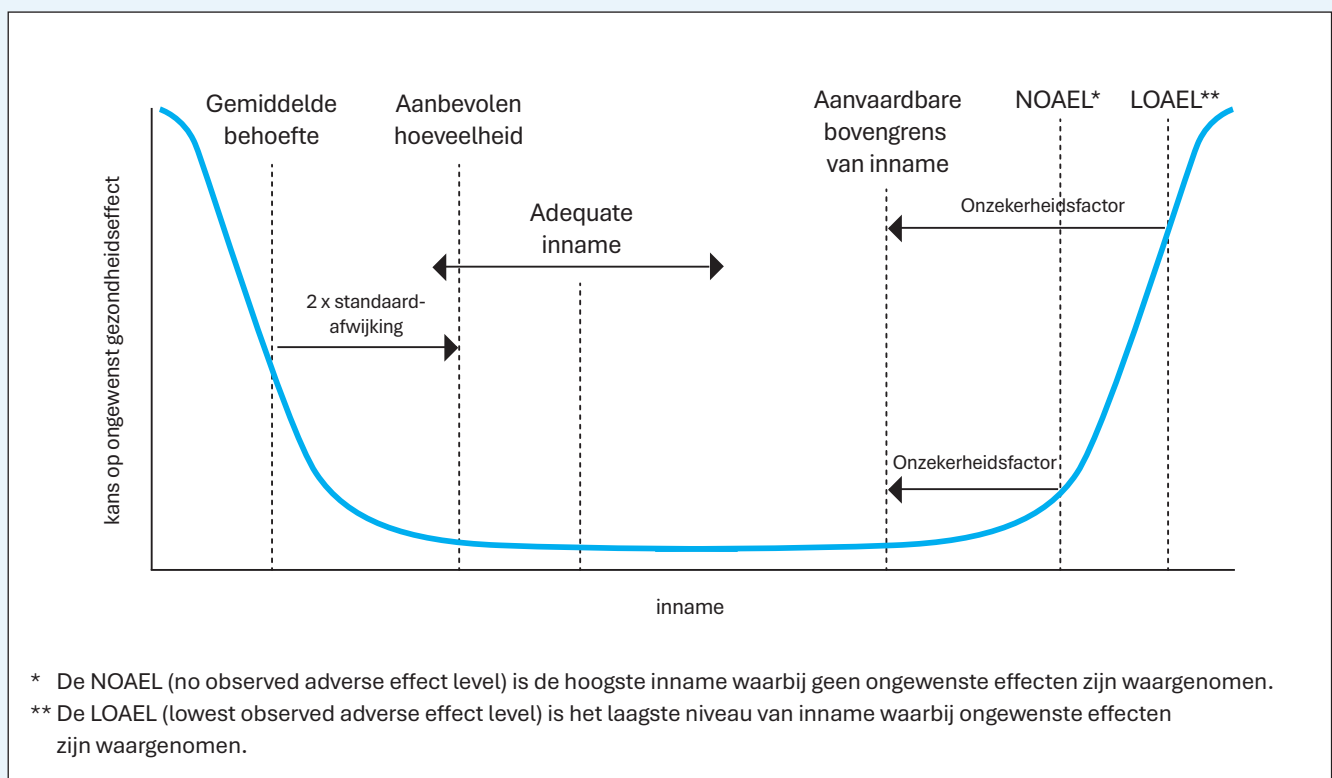 Gemiddelde
behoefte
Aanbevolen
hoeveelheid
Aanvaardbare
bovengrens
van inname
NOAEL*
LOAEL**
Adequate
inname
Onzekerheidsfactor
2 x standaard-
afwijking
Onzekerheidsfactor
kans op ongewenst gezondheidseffect
inname
* De NOAEL (no observed adverse effect level) is de hoogste inname waarbij geen ongewenste effecten zijn waargenomen.
** De LOAEL (lowest observed adverse effect level) is het laagste niveau van inname waarbij ongewenste effecten
zijn waargenomen.